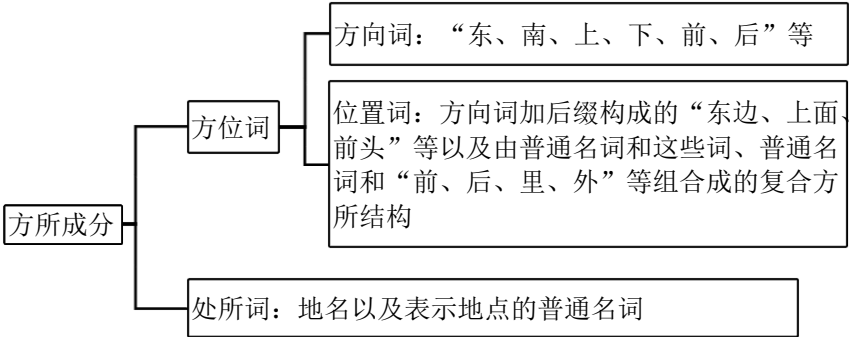 方向词：“东、南、上、下、前、后”等
方位词
位置词：方向词加后缀构成的“东边、上面、
前头”等以及由普通名词和这些词、普通名
词和“前、后、里、外”等组合成的复合方
所结构
方所成分
处所词：地名以及表示地点的普通名词